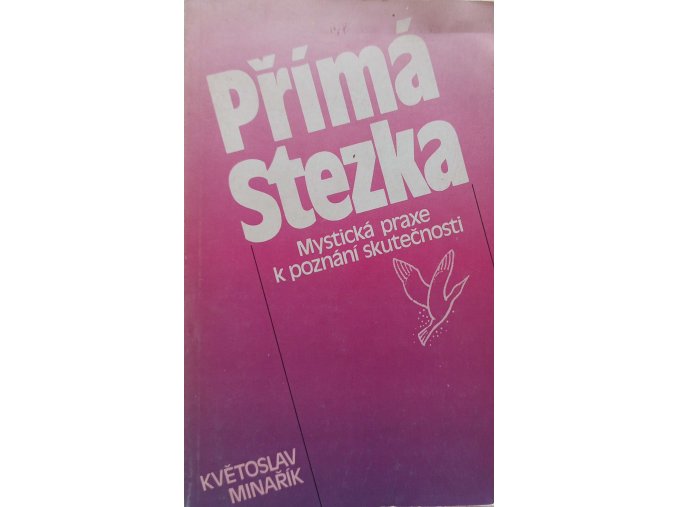 Přímá
Stezka
Mystická praxe
k poznání skutečnosti
KVĚTOSLAV
MINAŘÍK